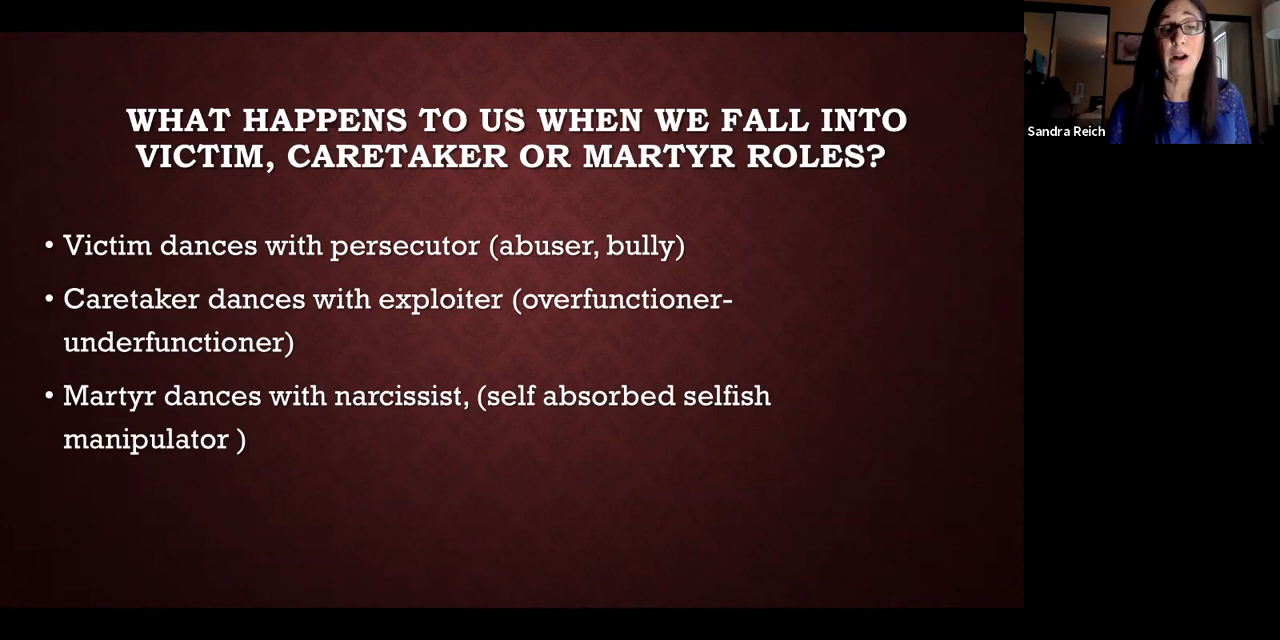 WHAT HAPPENS TO US WHEN WE FALL INTO
VICTIM, CARETAKER OR MARTYR ROLES?
• Victim dances with persecutor (abuser, bully)
• Caretaker dances with exploiter (overfunctioner-
underfunctioner)
• Martyr dances with narcissist, (self absorbed selfish
manipulator )
Sandra Reich